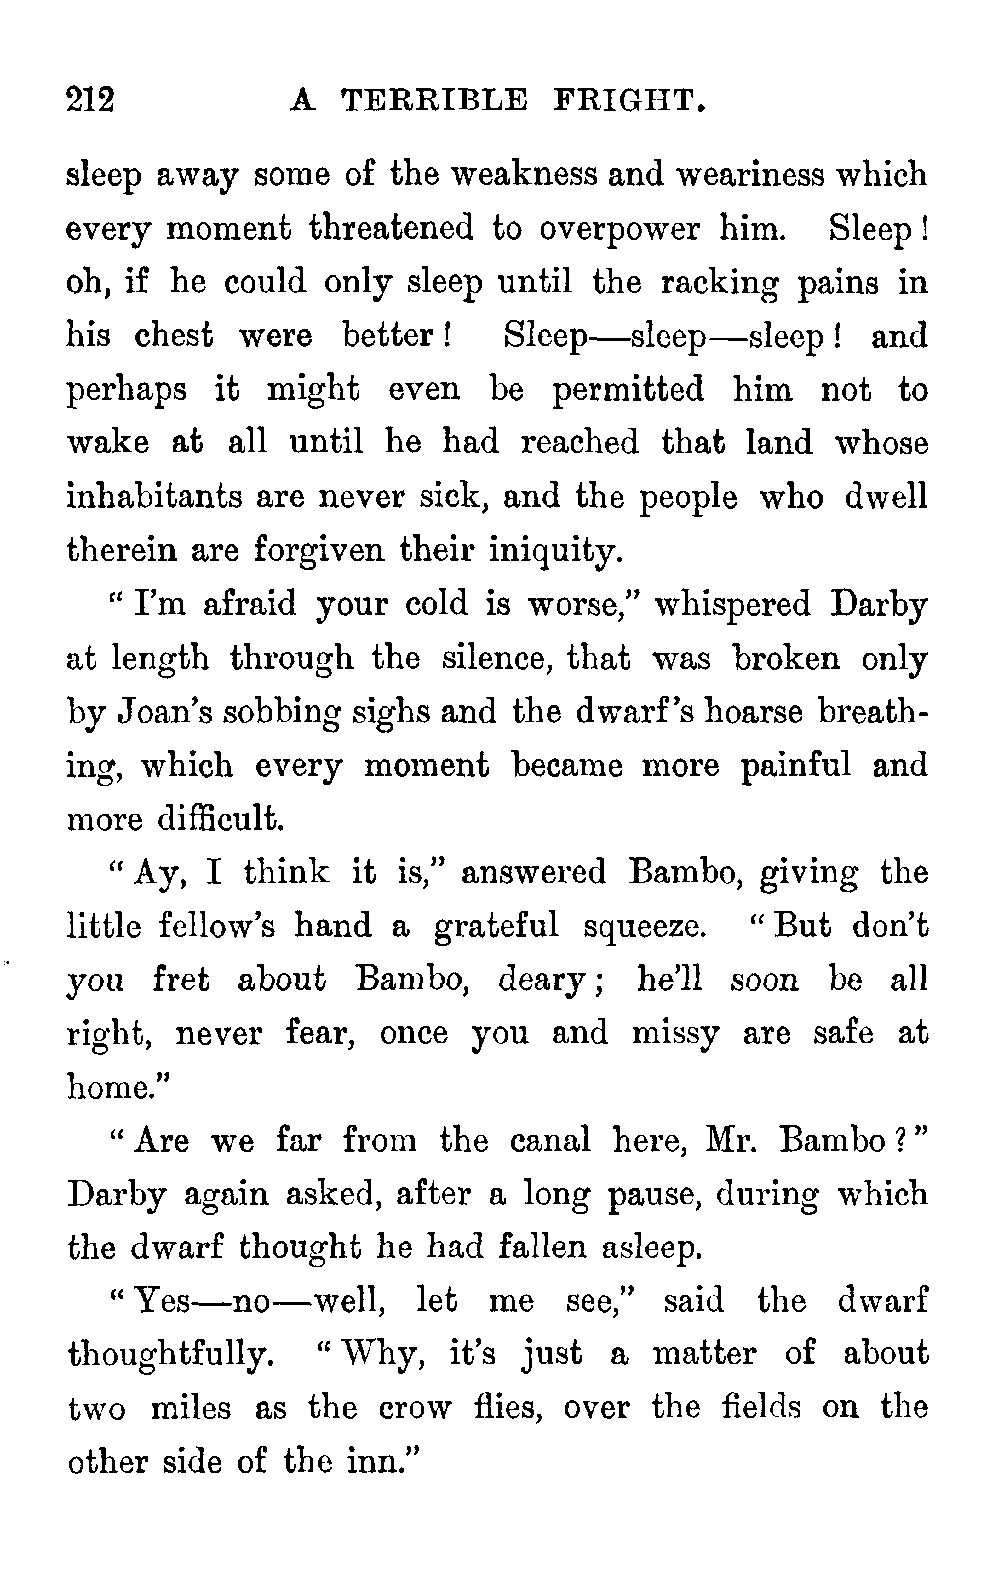 212 A TERRIBLE FRIGHT.
sleep away some of the weakness and weariness which
every moment threatened to overpower him. Sleep!
oh, if he could only sleep until the racking pains in
his chest were better! Sleep—sleep—sleep! and
perhaps it might even be permitted him not to
wake at all until he had reached that land whose
inhabitants are never sick, and the people who dwell
therein are forgiven their iniquity.
“I’m afraid your cold is worse,” whispered Darby
at length through the silence, that was broken only
by Joan’s sobbing sighs and the dwarf’s hoarse breath-
ing, which every moment became more painful and
more difficult.
“Ay, I think it is,” answered Bambo, giving the
little fellow’s hand a grateful squeeze. “But don’t
you fret about Bambo, deary; he’ll soon be all
right, never fear, once you and missy are safe at
home.”
“Are we far from the canal here, Mr. Bambo?”
Darby again asked, after a long pause, during which
the dwarf thought he had fallen asleep.
“Yes—no—well, let me see,” said the dwarf
thoughtfully. “Why, it’s just a matter of about
two miles as the crow flies, over the fields on the
other side of the inn.”